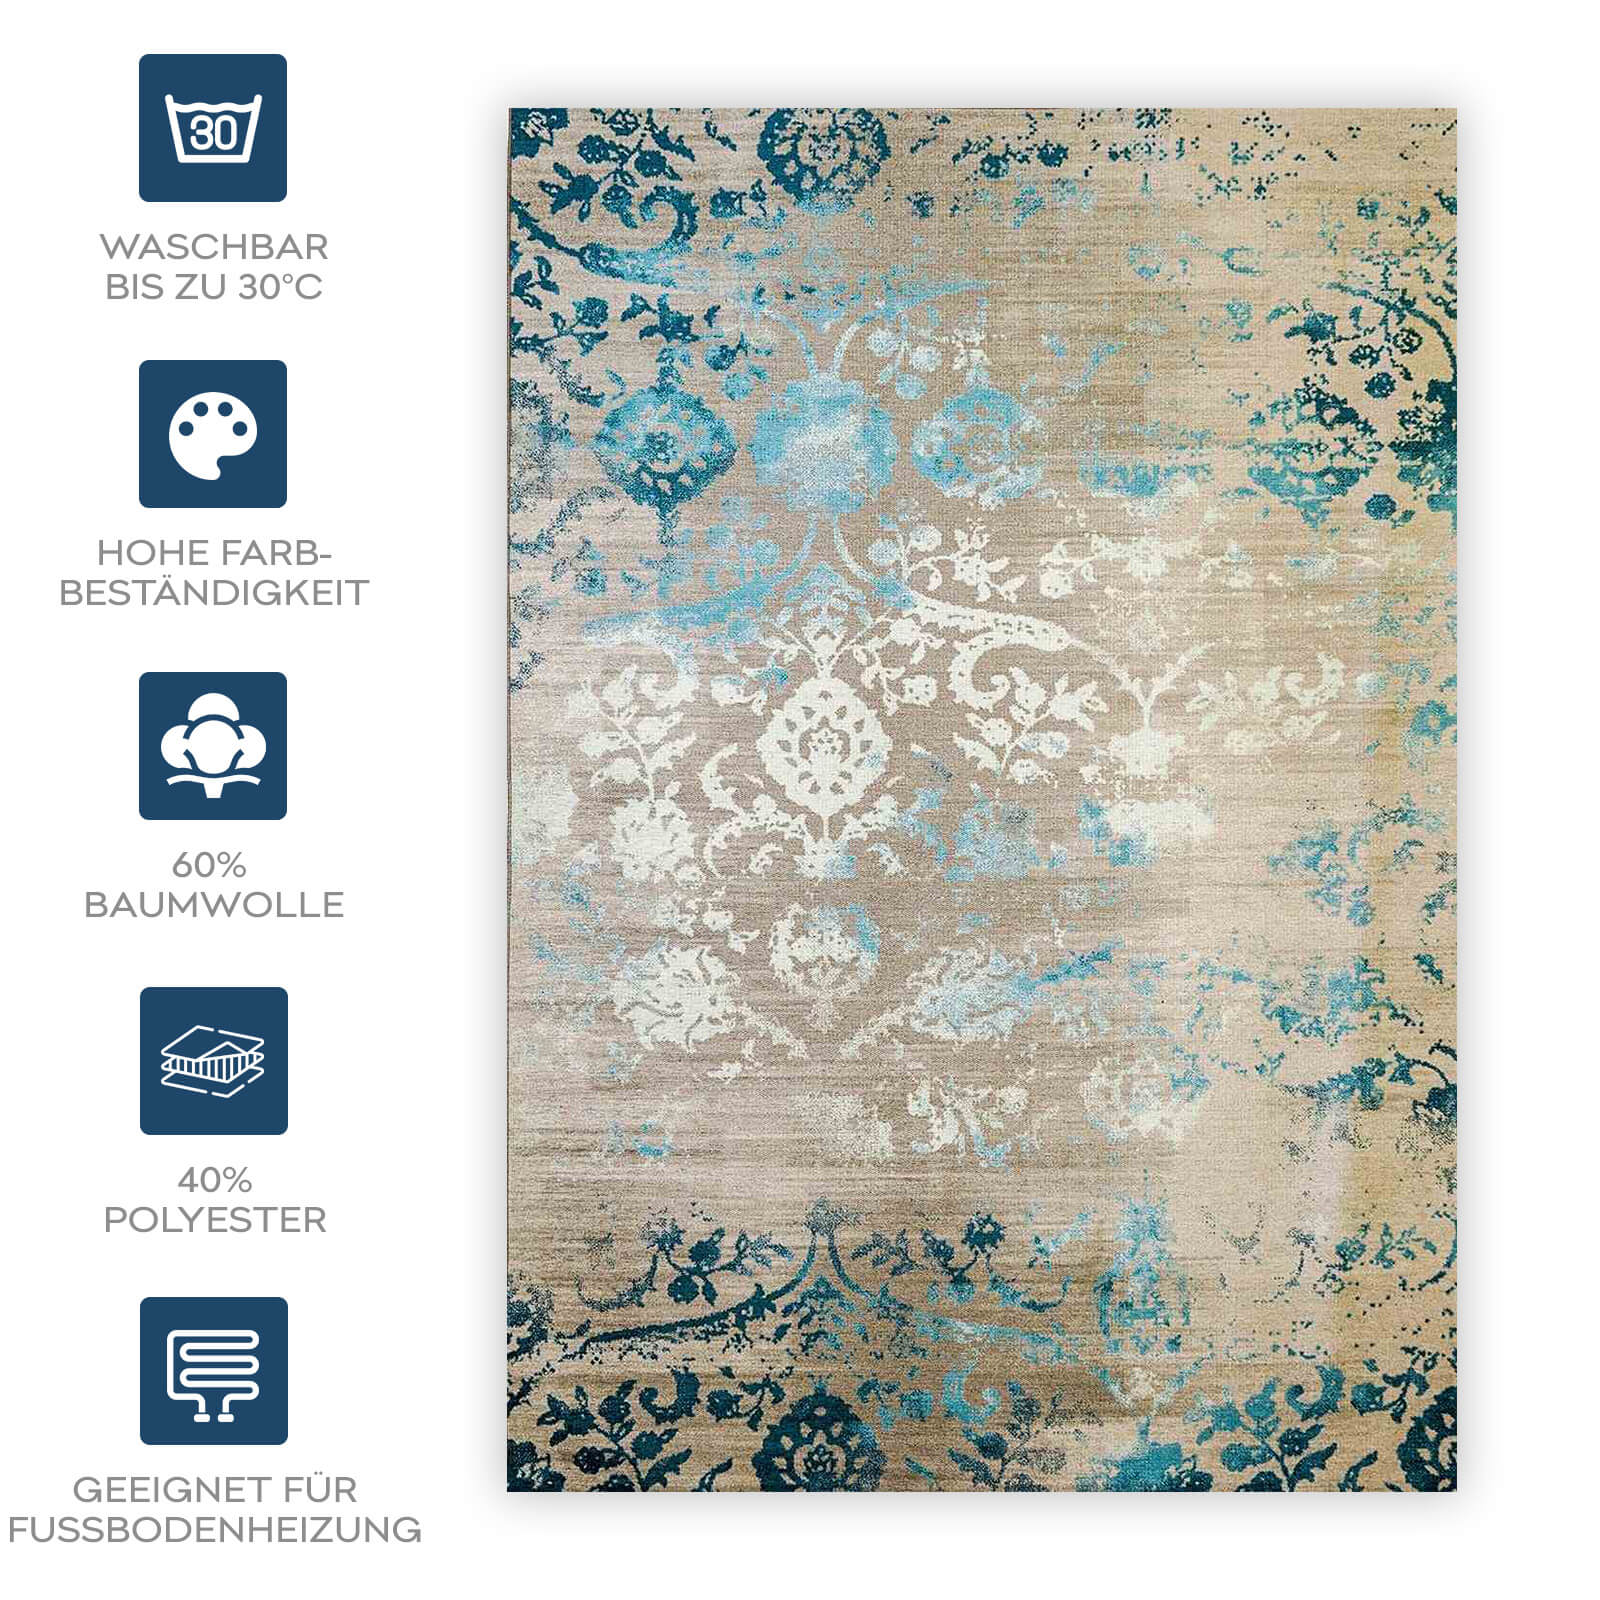 30
WASCHBAR
BIS ZU 30°C
HOHE FARB-
BESTÄNDIGKEIT
60%
BAUMWOLLE
40%
POLYESTER
GEEIGNET FÜR
FUSSBODENHEIZUNG